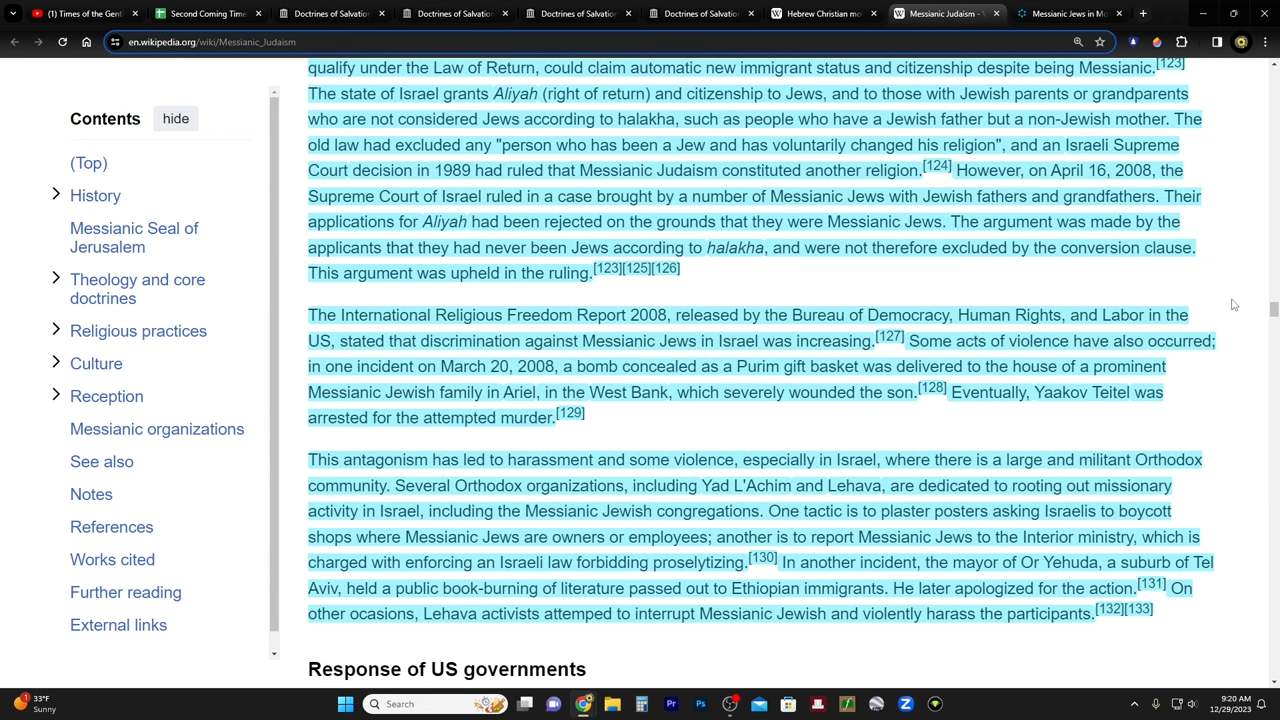 (1) Times of the Gent
Second Coming Time
Doctrines of Salvation
Doctrines of Salvation
Doctrines of Salvation
Doctrines of Salvation
Hebrew Christian mo
Messianic Judaism - W
Messianic Jews in Mo
en.wikipedia.org/wiki/Messianic_Judaism
Contents
hide
(Top)
History
Messianic Seal of
Jerusalem
Theology and core
doctrines
Religious practices
Culture
Reception
Messianic organizations
See also
Notes
References
Works cited
Further reading
External links
qualify under the Law of Return, could claim automatic new immigrant status and citizenship despite being Messianic.[123]
The state of Israel grants Aliyah (right of return) and citizenship to Jews, and to those with Jewish parents or grandparents
who are not considered Jews according to halakha, such as people who have a Jewish father but a non-Jewish mother. The
old law had excluded any "person who has been a Jew and has voluntarily changed his religion", and an Israeli Supreme
Court decision in 1989 had ruled that Messianic Judaism constituted another religion.[124] However, on April 16, 2008, the
Supreme Court of Israel ruled in a case brought by a number of Messianic Jews with Jewish fathers and grandfathers. Their
applications for Aliyah had been rejected on the grounds that they were Messianic Jews. The argument was made by the
applicants that they had never been Jews according to halakha, and were not therefore excluded by the conversion clause.
This argument was upheld in the ruling.[123][125][126]
The International Religious Freedom Report 2008, released by the Bureau of Democracy, Human Rights, and Labor in the
US, stated that discrimination against Messianic Jews in Israel was increasing.[127] Some acts of violence have also occurred;
in one incident on March 20, 2008, a bomb concealed as a Purim gift basket was delivered to the house of a prominent
Messianic Jewish family in Ariel, in the West Bank, which severely wounded the son.[128] Eventually, Yaakov Teitel was
arrested for the attempted murder.[129]
This antagonism has led to harassment and some violence, especially in Israel, where there is a large and militant Orthodox
community. Several Orthodox organizations, including Yad L'Achim and Lehava, are dedicated to rooting out missionary
activity in Israel, including the Messianic Jewish congregations. One tactic is to plaster posters asking Israelis to boycott
shops where Messianic Jews are owners or employees; another is to report Messianic Jews to the Interior ministry, which is
charged with enforcing an Israeli law forbidding proselytizing.[130] In another incident, the mayor of Or Yehuda, a suburb of Tel
Aviv, held a public book-burning of literature passed out to Ethiopian immigrants. He later apologized for the action.[131] On
other ocasions, Lehava activists attemped to interrupt Messianic Jewish and violently harass the participants.[132][133]
Response of US governments
1
33°F
Sunny
Search
Pr
Ps
9:20 AM
12/29/2023